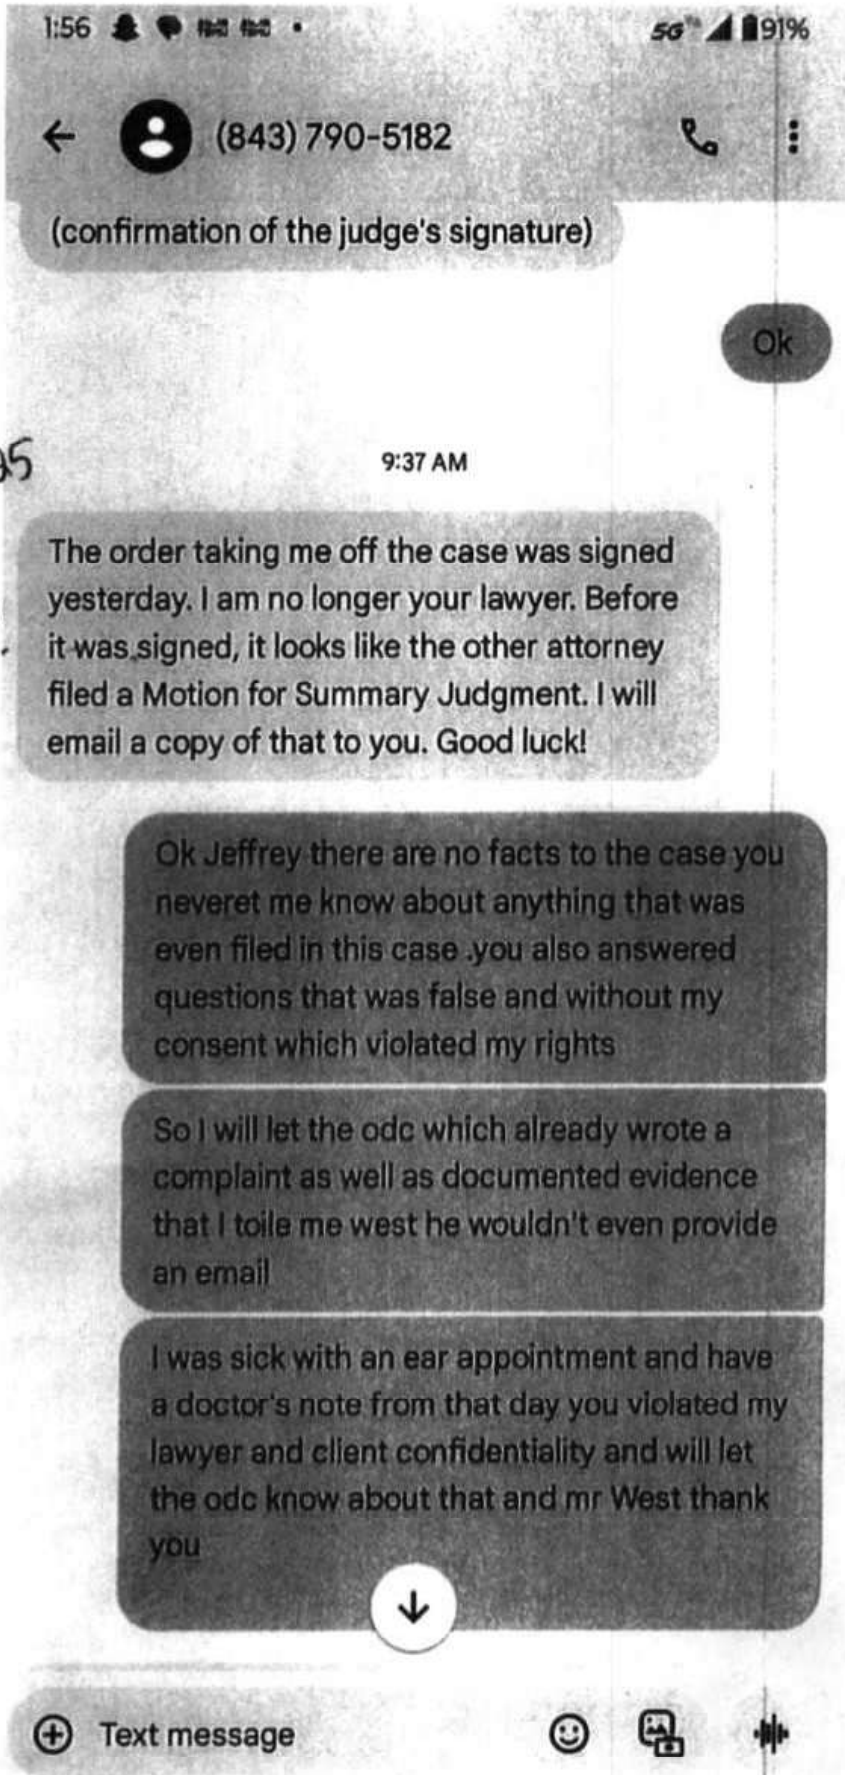 1:56
5G
91%
(843) 790-5182
(confirmation of the judge's signature)
Ok
9:37 AM
The order taking me off the case was signed
yesterday. I am no longer your lawyer. Before
it was signed, it looks like the other attorney
filed a Motion for Summary Judgment. I will
email a copy of that to you. Good luck!
Ok Jeffrey there are no facts to the case you
neveret me know about anything that was
even filed in this case .you also answered
questions that was false and without my
consent which violated my rights
So I will let the odc which already wrote a
complaint as well as documented evidence
that I toile me west he wouldn't even provide
an email
I was sick with an ear appointment and have
a doctor's note from that day you violated my
lawyer and client confidentiality and will let
the odc know about that and mr West thank
you
Text message